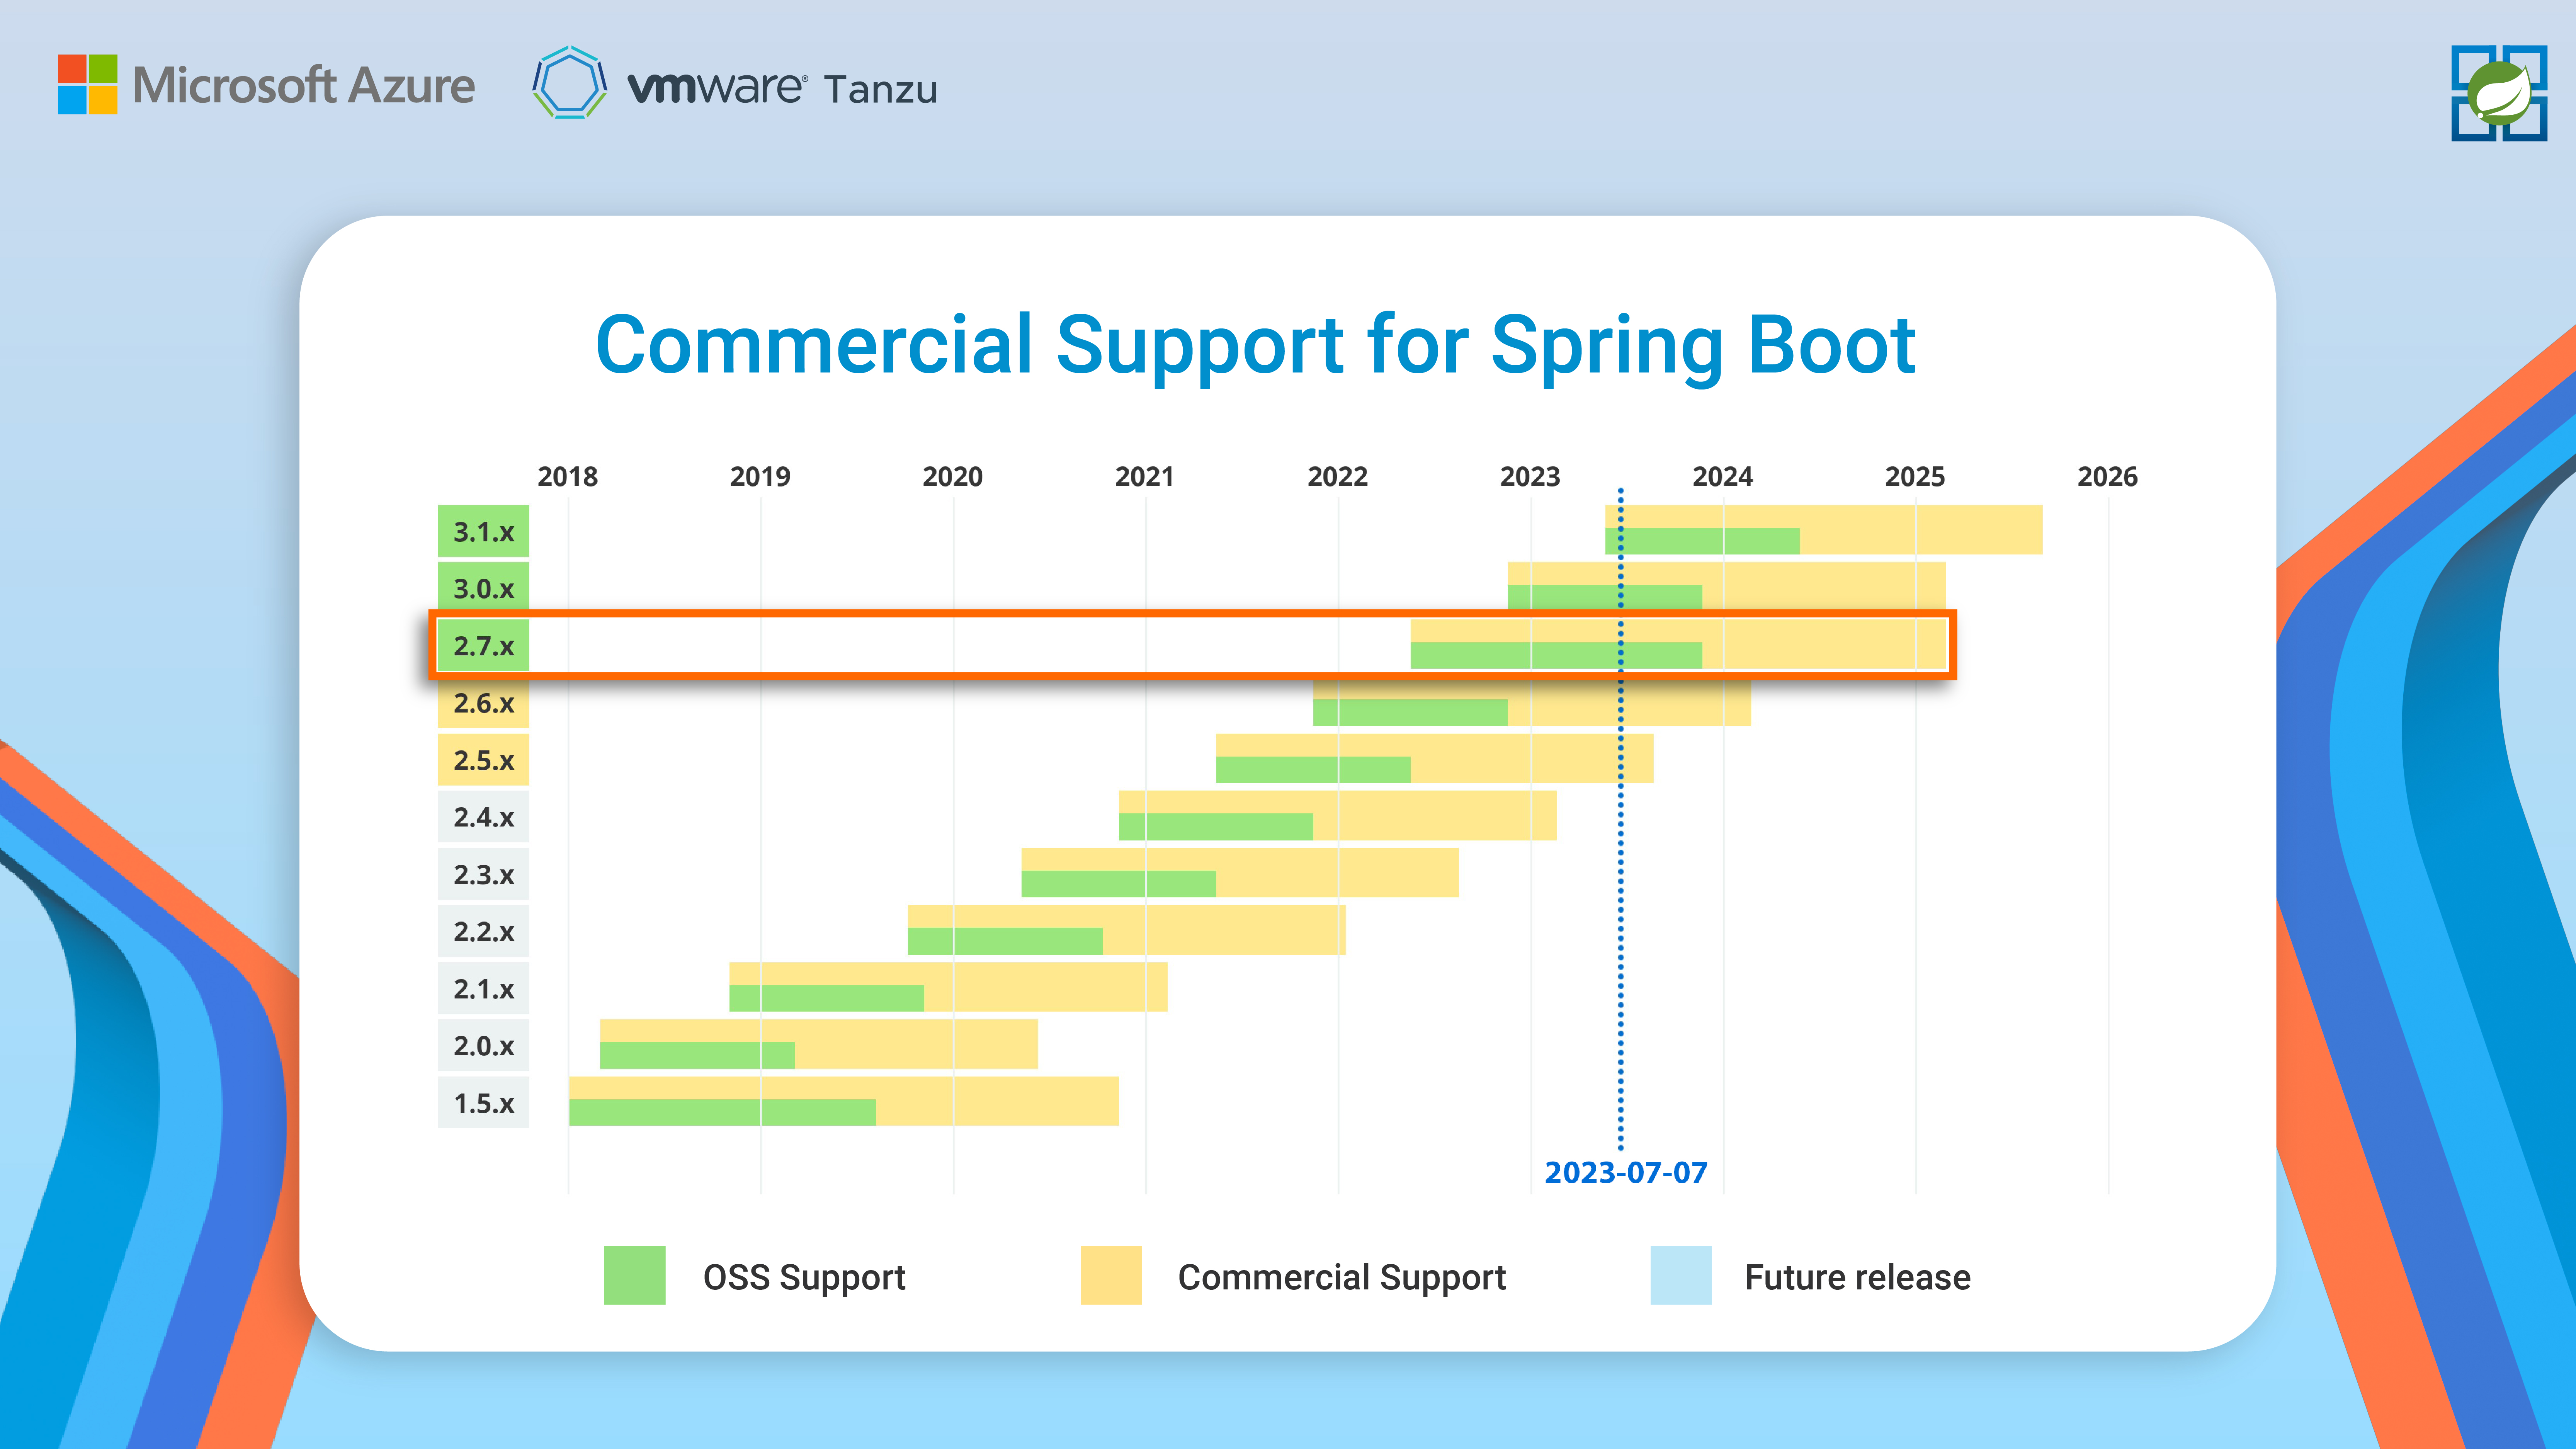 Microsoft Azure
vmware® Tanzu
Commercial Support for Spring Boot
2018 2019 2020 2021 2022 2023 2024 2025 2026
3.1.x
3.0.x
2.7.x
2.6.x
2.5.x
2.4.x
2.3.x
2.2.x
2.1.x
2.0.x
1.5.x
2023-07-07
OSS Support
Commercial Support
Future release